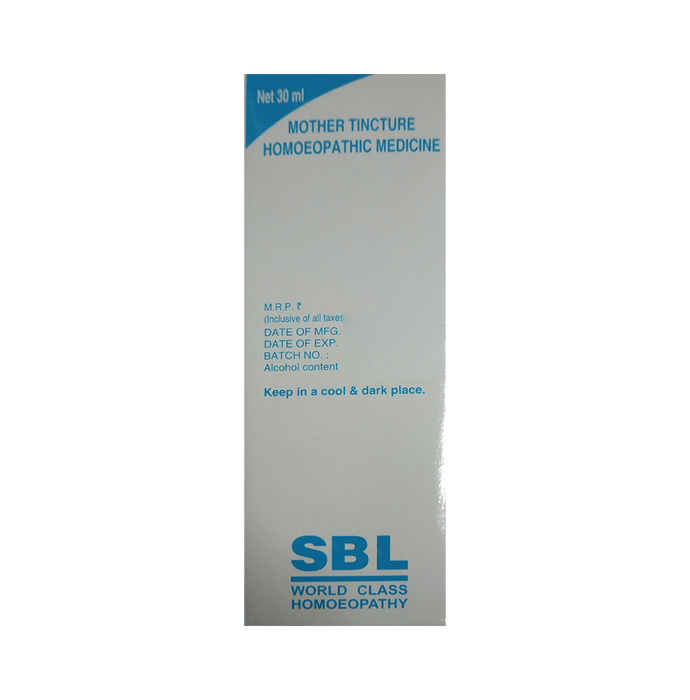 Net 30 ml
MOTHER TINCTURE
HOMOEOPATHIC MEDICINE
M.R.P. ₹
(Inclusive of all taxes
DATE OF MFG.
DATE OF EXP.
BATCH NO. :
Alcohol content
Keep in a cool & dark place.
SBL
WORLD CLASS
HOMOEOPATHY